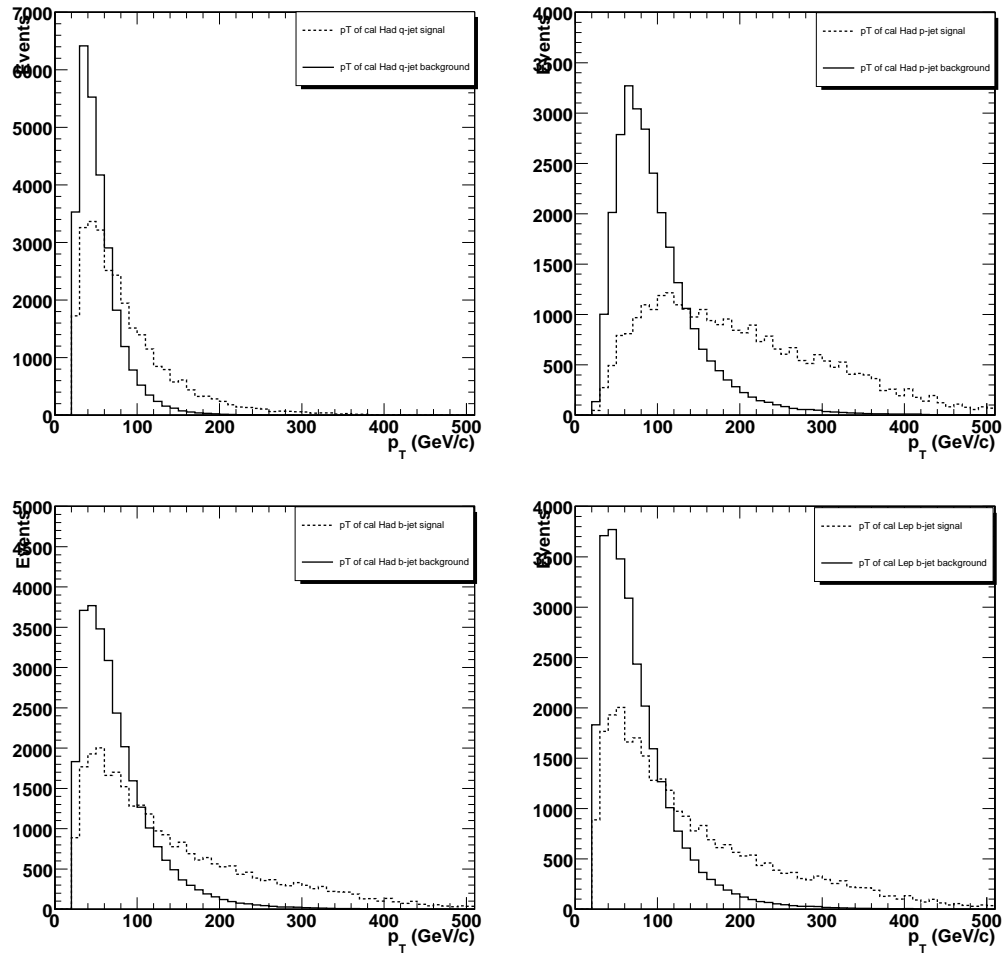 Events
7000
6000
5000
4000
3000
2000
1000
0
pT of cal Had q-jet signal
pT of cal Had q-jet background
0 100 200 300 400 500
p_T (GeV/c)
Events
4000
3500
3000
2500
2000
1500
1000
500
0
pT of cal Had p-jet signal
pT of cal Had p-jet background
0 100 200 300 400 500
p_T (GeV/c)
Events
5000
4500
4000
3500
3000
2500
2000
1500
1000
500
0
pT of cal Had b-jet signal
pT of cal Had b-jet background
0 100 200 300 400 500
p_T (GeV/c)
Events
4000
3500
3000
2500
2000
1500
1000
500
0
pT of cal Lep b-jet signal
pT of cal Lep b-jet background
0 100 200 300 400 500
p_T (GeV/c)